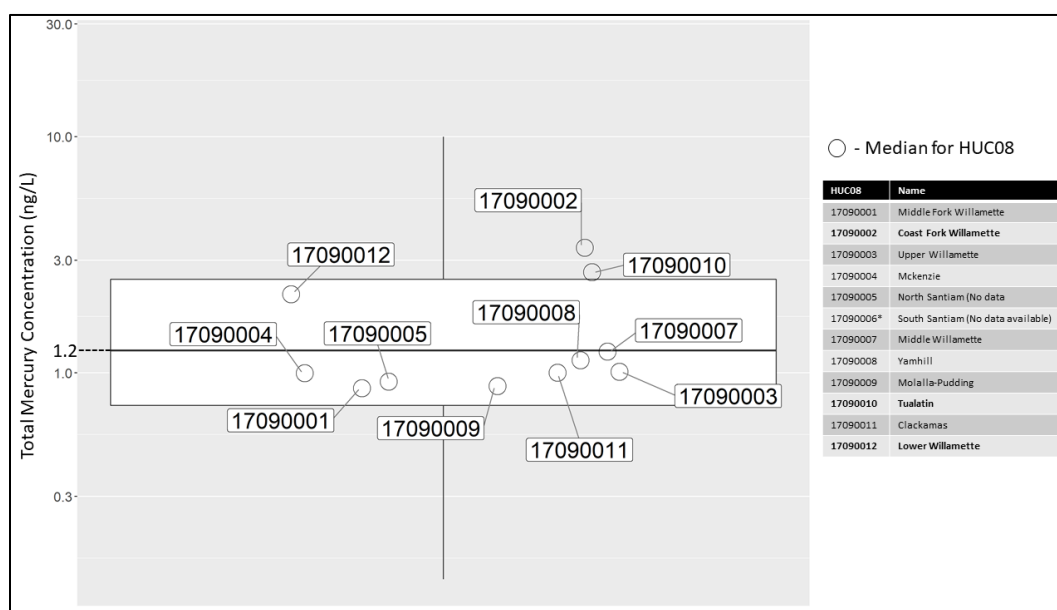 30.0
10.0
3.0
1.2
1.0
0.3
Total Mercury Concentration (ng/L)
17090002
17090012
17090010
17090008
17090004
17090005
17090007
17090001
17090009
17090003
17090011
- Median for HUC08
HUC08 Name
17090001 Middle Fork Willamette
17090002 Coast Fork Willamette
17090003 Upper Willamette
17090004 Mckenzie
17090005 North Santiam (No data
17090006* South Santiam (No data available)
17090007 Middle Willamette
17090008 Yamhill
17090009 Molalla-Pudding
17090010 Tualatin
17090011 Clackamas
17090012 Lower Willamette